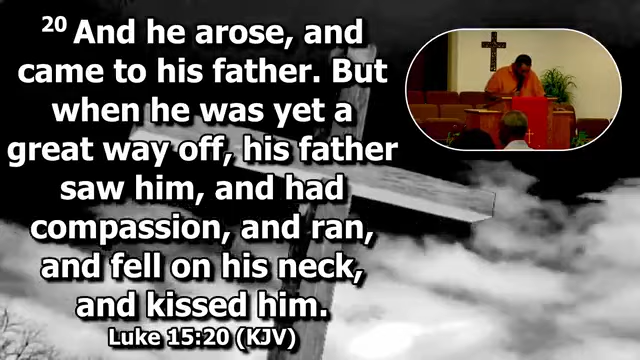 20 And he arose, and
came to his father. But
when he was yet a
great way off, his father
saw him, and had
compassion, and ran,
and fell on his neck,
and kissed him.
Luke 15:20 (KJV)